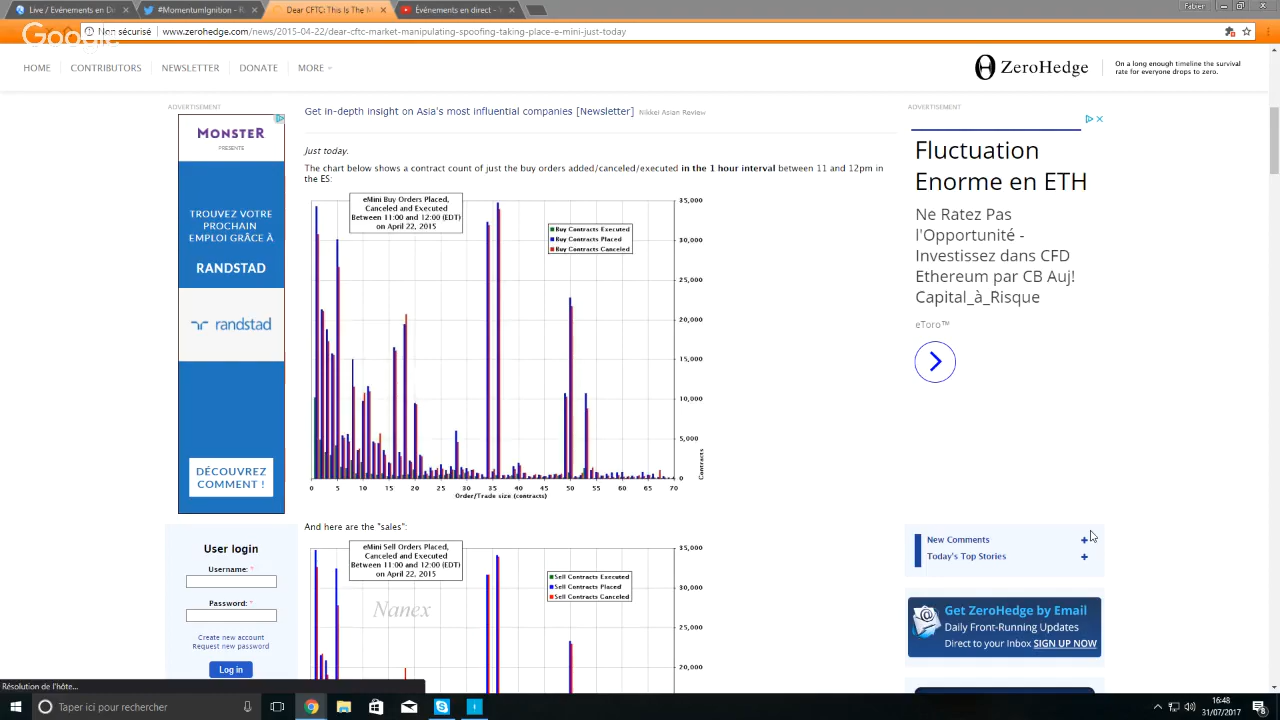 Live / Événements en di
#MomentumIgnition
Dear CFTC: This Is M
Événements en direct -
Fabien
Google
Non sécurisé
www.zerohedge.com/news/2015-04-22/dear-cftc-market-manipulating-spoofing-taking-place-e-mini-just-today
HOME
CONTRIBUTORS
NEWSLETTER
DONATE
MORE
ZeroHedge
On a long enough timeline the survival
rate for everyone drops to zero.
ADVERTISEMENT
MONSTER
PRESENTE
TROUVEZ VOTRE
PROCHAIN
EMPLOI GRÂCE À
RANDSTAD
randstad
DÉCOUVREZ
COMMENT !
Get in-depth insight on Asia's most influential companies [Newsletter] Nikkei Asian Review
Just today.
The chart below shows a contract count of just the buy orders added/canceled/executed in the 1 hour interval between 11 and 12pm in
the ES:
eMini Buy Orders Placed,
Canceled and Executed
Between 11:00 and 12:00 (EDT)
on April 22, 2015
Buy Contracts Executed
Buy Contracts Placed
Buy Contracts Canceled
35,000
30,000
25,000
20,000
15,000
10,000
5,000
0
Contracts
0 5 10 15 20 25 30 35 40 45 50 55 60 65 70
Order/Trade size (contracts)
And here are the "sales":
eMini Sell Orders Placed,
Canceled and Executed
Between 11:00 and 12:00 (EDT)
on April 22, 2015
Nanex
Sell Contracts Executed
Sell Contracts Placed
Sell Contracts Canceled
35,000
30,000
25,000
20,000
ADVERTISEMENT
Fluctuation
Enorme en ETH
Ne Ratez Pas
l'Opportunité -
Investissez dans CFD
Ethereum par CB Auj!
Capital_à_Risque
eToro™
New Comments
Today's Top Stories
Get ZeroHedge by Email
Daily Front-Running Updates
Direct to your Inbox SIGN UP NOW
User login
Username: *
Password: *
Create new account
Request new password
Log in
Résolution de l'hôte...
Taper ici pour rechercher
16:48
31/07/2017
8